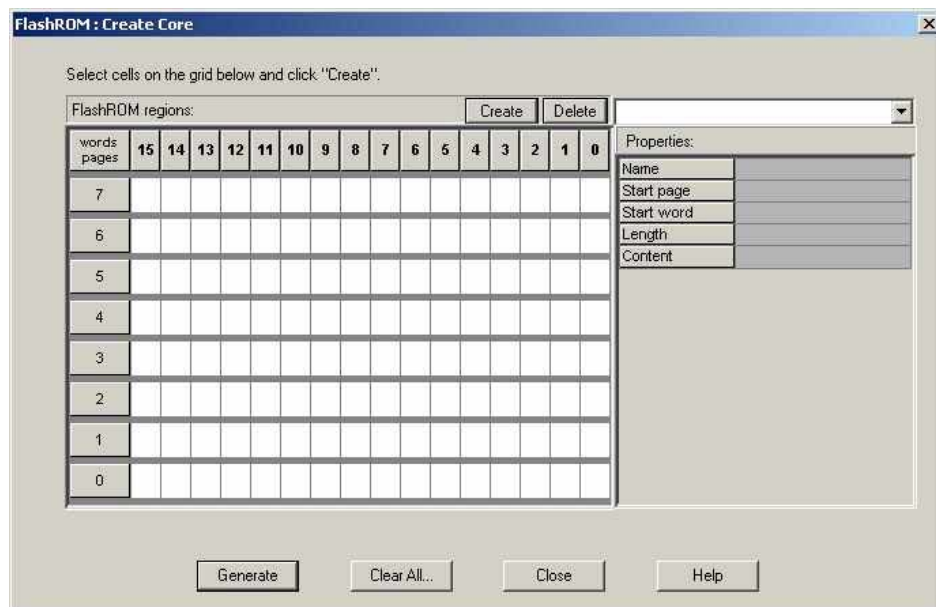 FlashROM : Create Core
Select cells on the grid below and click "Create".
FlashROM regions: Create Delete
words pages 15 14 13 12 11 10 9 8 7 6 5 4 3 2 1 0
7
6
5
4
3
2
1
0
Properties:
Name
Start page
Start word
Length
Content
Generate Clear All... Close Help